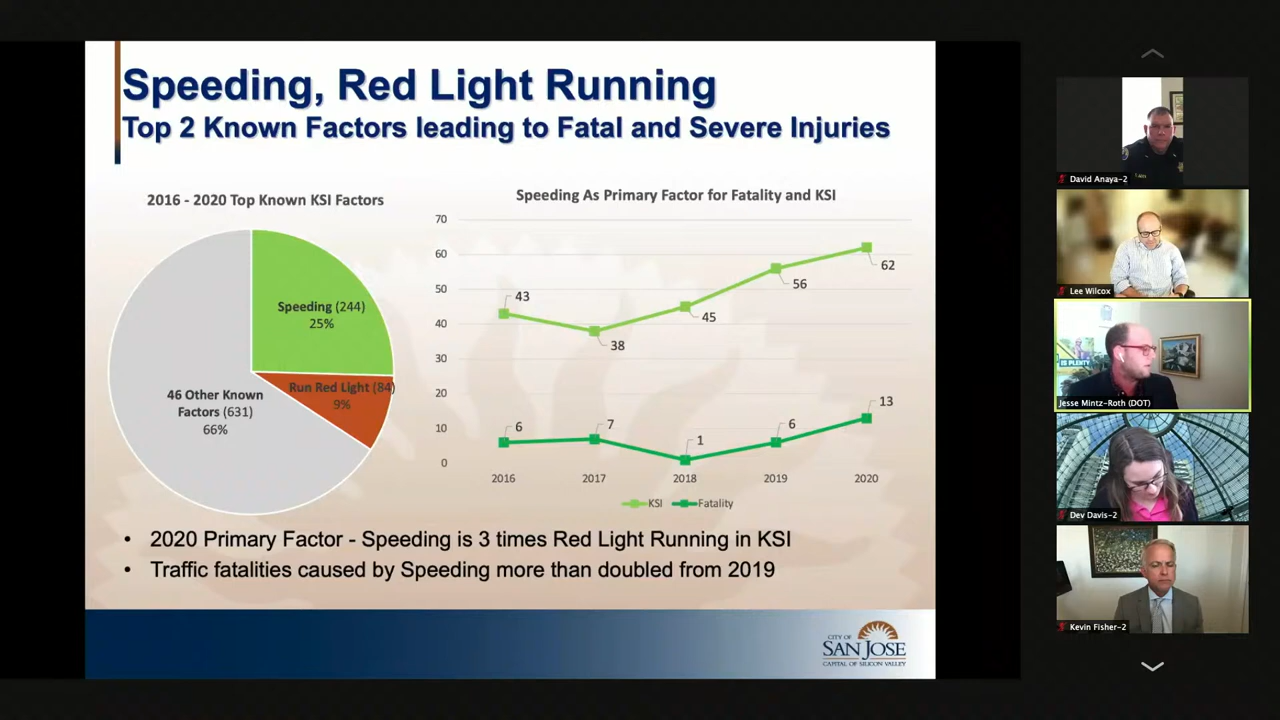 Speeding, Red Light Running
Top 2 Known Factors leading to Fatal and Severe Injuries
2016 - 2020 Top Known KSI Factors
Speeding (244)
25%
Run Red Light (84)
9%
46 Other Known
Factors (631)
66%
Speeding As Primary Factor for Fatality and KSI
70
60
50
40
30
20
10
0
43
38
45
56
62
6
7
1
6
13
2016
2017
2018
2019
2020
KSI
Fatality
• 2020 Primary Factor - Speeding is 3 times Red Light Running in KSI
• Traffic fatalities caused by Speeding more than doubled from 2019
CITY OF
SAN JOSE
CAPITAL OF SILICON VALLEY
David Anaya-2
Lee Wilcox
IS PLENTY
Jesse Mintz-Roth (DOT)
Dev Davis-2
Kevin Fisher-2